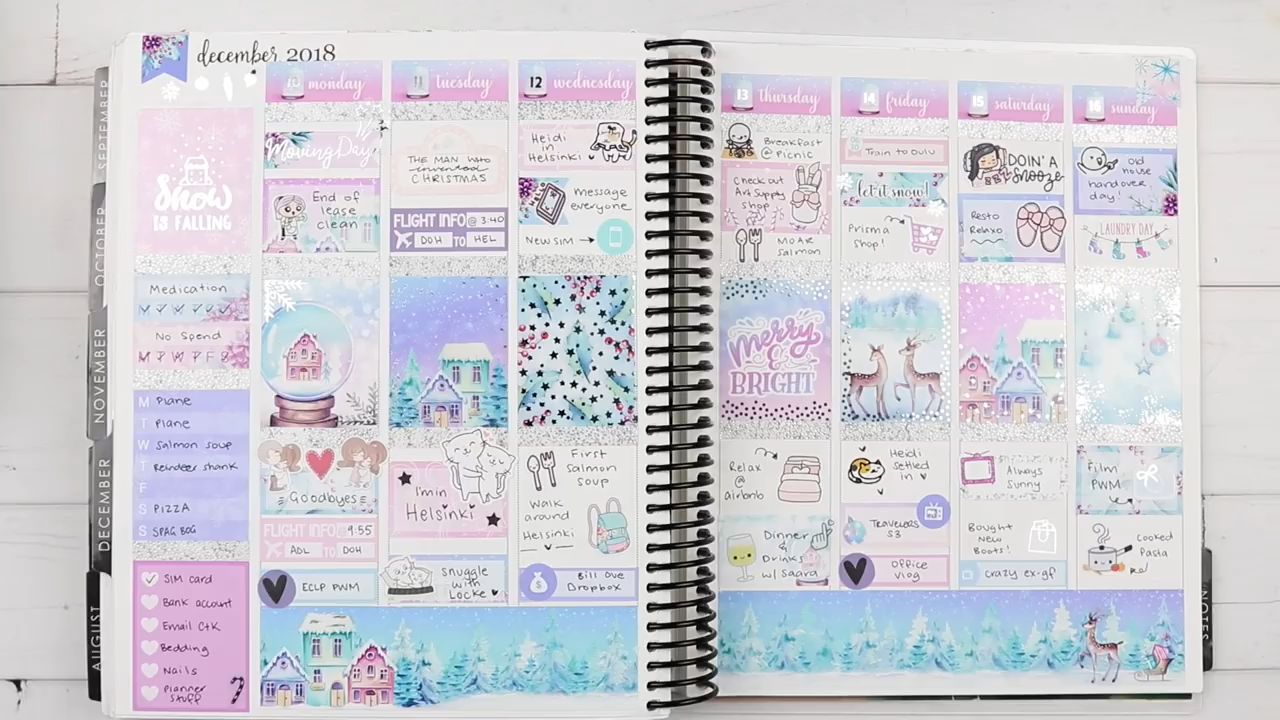 december 2018
Snow
IS FALLING
Medication
No Spend
M T W T F S
M Plane
T Plane
W Salmon soup
T Reindeer shank
F
S PIZZA
S SPAG BOG
SIM card
Bank account
Email CtK
Bedding
Nails
Planner
Stuff
10 monday
Moving Day
End of
lease
clean
Goodbyes
FLIGHT INFO @ 9:55
ADL TO DOH
ECLP PWM
11 tuesday
THE MAN who
invented
CHRISTMAS
FLIGHT INFO @ 3:40
DOH TO HEL
I'm in
Helsinki
Snuggle
with
Locke
12 wednesday
Heidi
in
Helsinki
message
everyone
NEW SIM
First
Salmon
soup
Walk
around
Helsinki
Bill Due
Dropbox
13 thursday
Breakfast
@ Picnic
Check out
Art Supply
Shop
More
Salmon
Merry
&
BRIGHT
Relax
@
airbnb
Dinner
&
Drinks
w/ Saara
14 friday
Train to Oulu
let it snow!
Prisma
shop!
Heidi
Settled
in
Travelers
S3
Office
Vlog
15 saturday
DOIN' A
Snooze
Resto
Relaxo
Always
Sunny
Bought
New
Boots!
crazy ex-gf
16 sunday
old
house
handover
day!
LAUNDRY DAY
Film
PWM
Cooked
Pasta
AUGUST
SEPTEMBER
OCTOBER
NOVEMBER
DECEMBER
NOTES